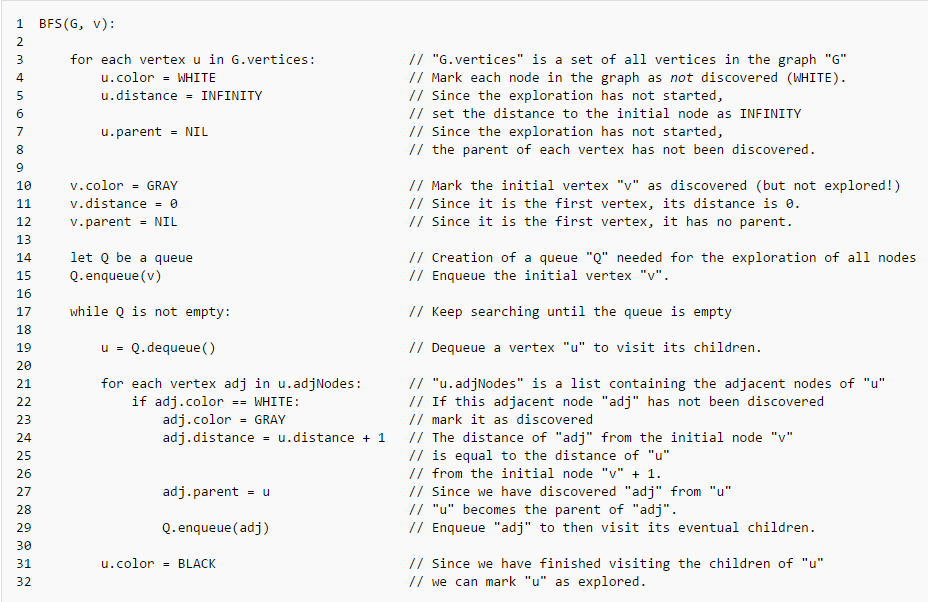 1 BFS(G, v):
2
3     for each vertex u in G.vertices:            // "G.vertices" is a set of all vertices in the graph "G"
4         u.color = WHITE                         // Mark each node in the graph as not discovered (WHITE).
5         u.distance = INFINITY                   // Since the exploration has not started,
6                                                 // set the distance to the initial node as INFINITY
7         u.parent = NIL                          // Since the exploration has not started,
8                                                 // the parent of each vertex has not been discovered.
9
10     v.color = GRAY                              // Mark the initial vertex "v" as discovered (but not explored!)
11     v.distance = 0                              // Since it is the first vertex, its distance is 0.
12     v.parent = NIL                              // Since it is the first vertex, it has no parent.
13
14     let Q be a queue                            // Creation of a queue "Q" needed for the exploration of all nodes
15     Q.enqueue(v)                                // Enqueue the initial vertex "v".
16
17     while Q is not empty:                       // Keep searching until the queue is empty
18
19         u = Q.dequeue()                         // Dequeue a vertex "u" to visit its children.
20
21         for each vertex adj in u.adjNodes:      // "u.adjNodes" is a list containing the adjacent nodes of "u"
22             if adj.color == WHITE:              // If this adjacent node "adj" has not been discovered
23                 adj.color = GRAY                // mark it as discovered
24                 adj.distance = u.distance + 1   // The distance of "adj" from the initial node "v"
25                                                 // is equal to the distance of "u"
26                                                 // from the initial node "v" + 1.
27                 adj.parent = u                  // Since we have discovered "adj" from "u"
28                                                 // "u" becomes the parent of "adj".
29                 Q.enqueue(adj)                  // Enqueue "adj" to then visit its eventual children.
30
31         u.color = BLACK                         // Since we have finished visiting the children of "u"
32                                                 // we can mark "u" as explored.